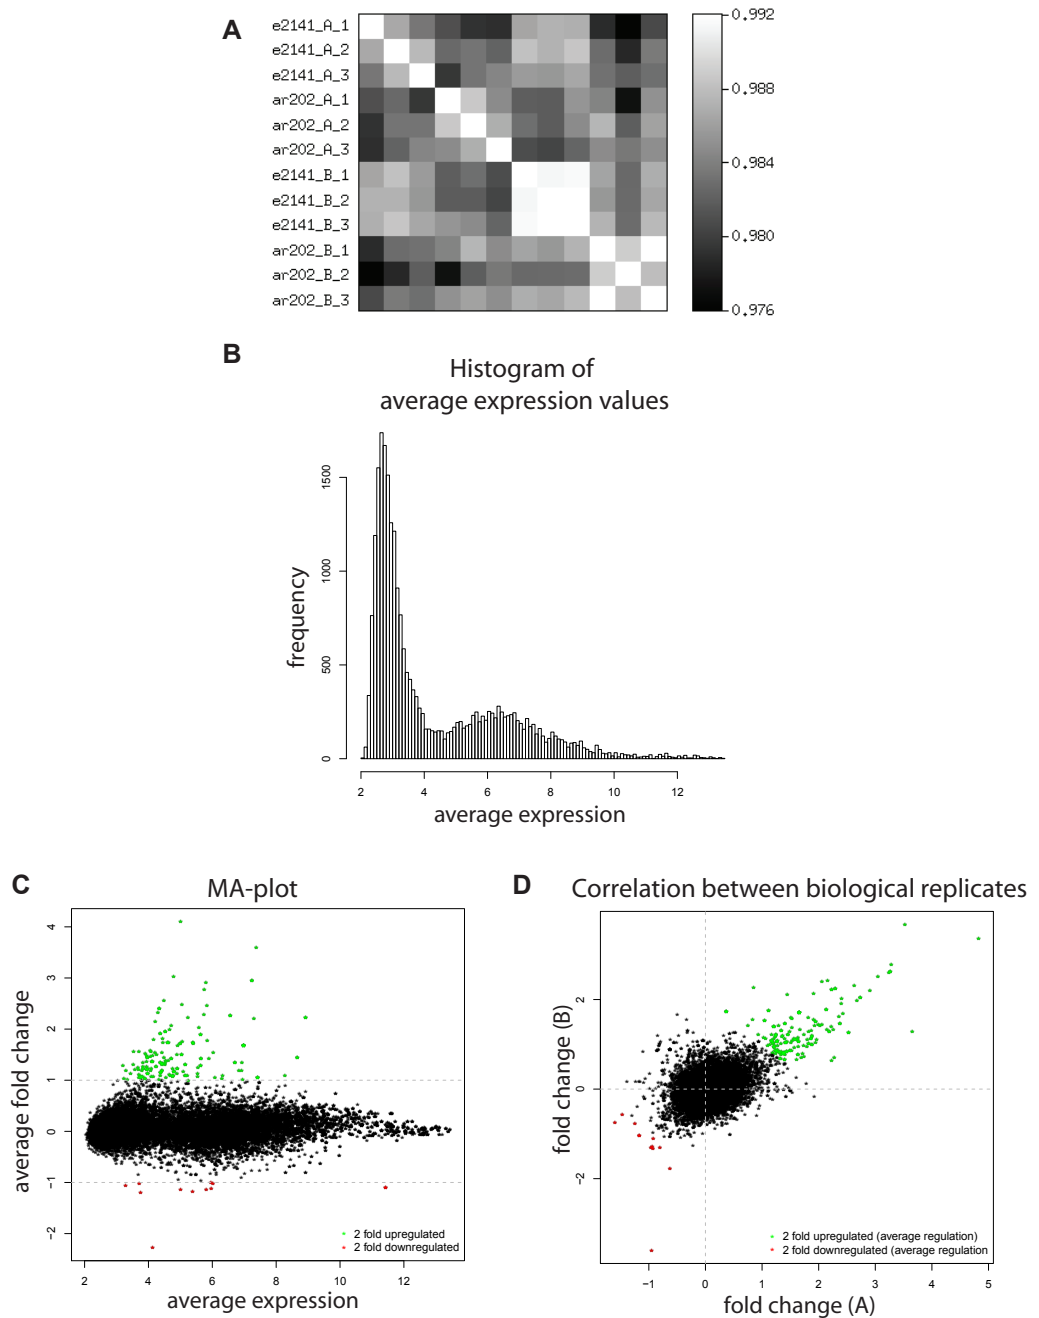 A
e2141_A_1
e2141_A_2
e2141_A_3
ar202_A_1
ar202_A_2
ar202_A_3
e2141_B_1
e2141_B_2
e2141_B_3
ar202_B_1
ar202_B_2
ar202_B_3
0.992
0.988
0.984
0.980
0.976
B
Histogram of
average expression values
frequency
1500
1000
500
0
2 4 6 8 10 12
average expression
C
MA-plot
average fold change
4
3
2
1
0
−1
−2
2 fold upregulated
2 fold downregulated
2 4 6 8 10 12
average expression
D
Correlation between biological replicates
fold change (B)
2
0
−2
2 fold upregulated (average regulation)
2 fold downregulated (average regulation
−1 0 1 2 3 4 5
fold change (A)